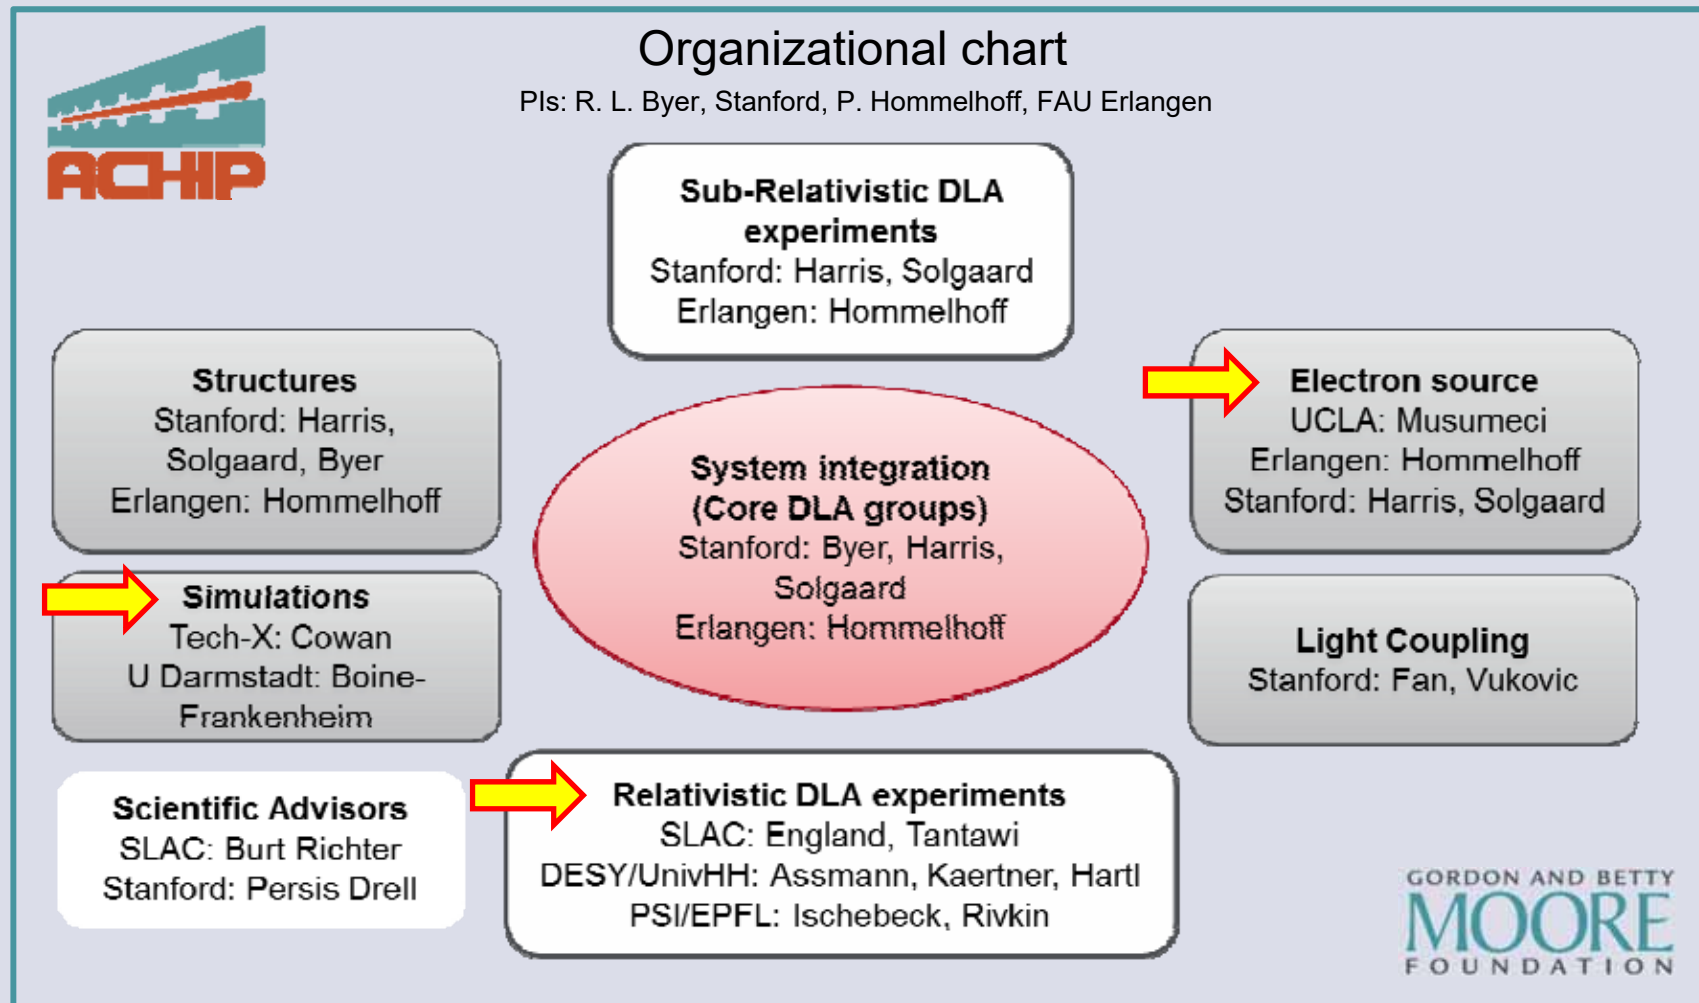 Organizational chart
PIs: R. L. Byer, Stanford, P. Hommelhoff, FAU Erlangen
ACHIP
Sub-Relativistic DLA
experiments
Stanford: Harris, Solgaard
Erlangen: Hommelhoff
Structures
Stanford: Harris,
Solgaard, Byer
Erlangen: Hommelhoff
Electron source
UCLA: Musumeci
Erlangen: Hommelhoff
Stanford: Harris, Solgaard
System integration
(Core DLA groups)
Stanford: Byer, Harris,
Solgaard
Erlangen: Hommelhoff
Simulations
Tech-X: Cowan
U Darmstadt: Boine-
Frankenheim
Light Coupling
Stanford: Fan, Vukovic
Scientific Advisors
SLAC: Burt Richter
Stanford: Persis Drell
Relativistic DLA experiments
SLAC: England, Tantawi
DESY/UnivHH: Assmann, Kaertner, Hartl
PSI/EPFL: Ischebeck, Rivkin
GORDON AND BETTY
MOORE
FOUNDATION